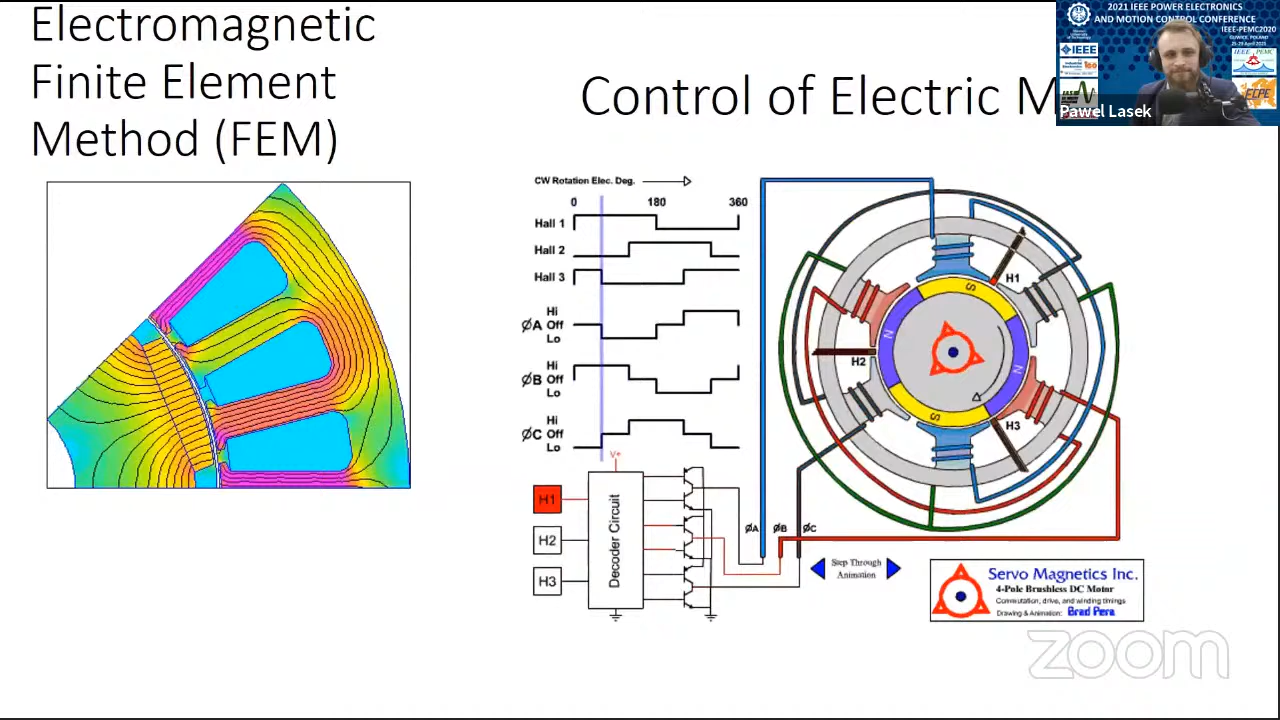 Electromagnetic
Finite Element
Method (FEM)
Control of Electric M
2021 IEEE POWER ELECTRONICS
AND MOTION CONTROL CONFERENCE
IEEE-PEMC2020
GLIWICE, POLAND
25-29 April 2021
IEEE
IEEE PEMC
ECPE
Pawel Lasek
CW Rotation Elec. Deg.
0 180 360
Hall 1
Hall 2
Hall 3
Hi
ØA Off
Lo
Hi
ØB Off
Lo
Hi
ØC Off
Lo
V+
H1
H2
H3
Decoder Circuit
ØA ØB ØC
H1
H2
H3
S
N
N
S
Step Through
Animation
Servo Magnetics Inc.
4-Pole Brushless DC Motor
Commutation, drive, and winding timings
Drawing & Animation: Brad Pera
zoom